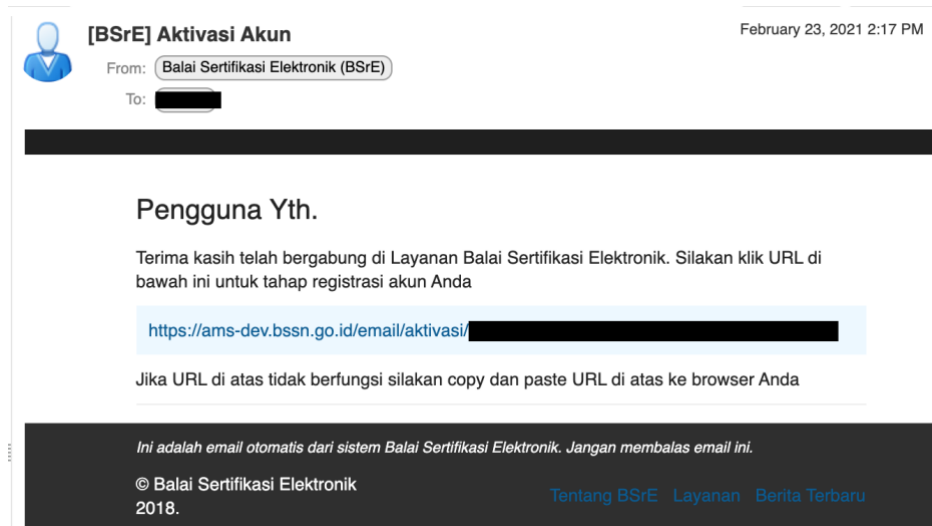 [BSrE] Aktivasi Akun
February 23, 2021 2:17 PM
From: Balai Sertifikasi Elektronik (BSrE)
To:
Pengguna Yth.
Terima kasih telah bergabung di Layanan Balai Sertifikasi Elektronik. Silakan klik URL di
bawah ini untuk tahap registrasi akun Anda
https://ams-dev.bssn.go.id/email/aktivasi/
Jika URL di atas tidak berfungsi silakan copy dan paste URL di atas ke browser Anda
Ini adalah email otomatis dari sistem Balai Sertifikasi Elektronik. Jangan membalas email ini.
© Balai Sertifikasi Elektronik
2018.
Tentang BSrE Layanan Berita Terbaru